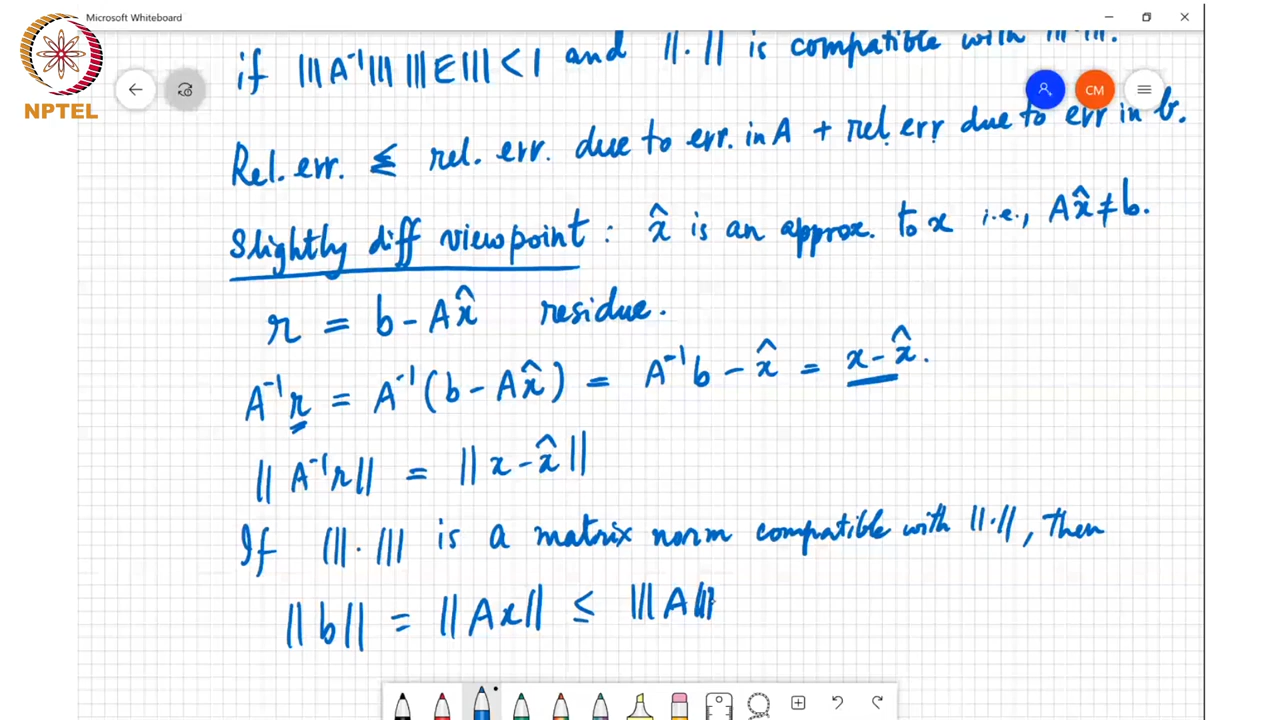 Microsoft Whiteboard
if |||A⁻¹||| |||E||| < 1 and ||·|| is compatible with |||·|||.
NPTEL
CM
Rel. err. ≤ rel. err. due to err. in A + rel. err due to err in b.
Slightly diff viewpoint : x̂ is an approx. to x i.e., Ax̂ ≠ b.
r = b - Ax̂ residue.
A⁻¹r = A⁻¹(b - Ax̂) = A⁻¹b - x̂ = x - x̂.
||A⁻¹r|| = ||x - x̂||
If |||·||| is a matrix norm compatible with ||·||, then
||b|| = ||Ax|| ≤ |||A|||